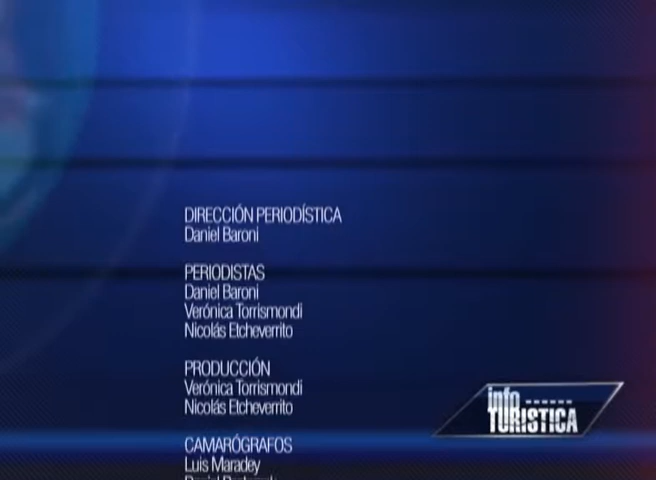 DIRECCIÓN PERIODÍSTICA
Daniel Baroni
PERIODISTAS
Daniel Baroni
Verónica Torrismondi
Nicolás Etcheverrito
PRODUCCIÓN
Verónica Torrismondi
Nicolás Etcheverrito
CAMARÓGRAFOS
Luis Maradey
Daniel
info
TURISTICA